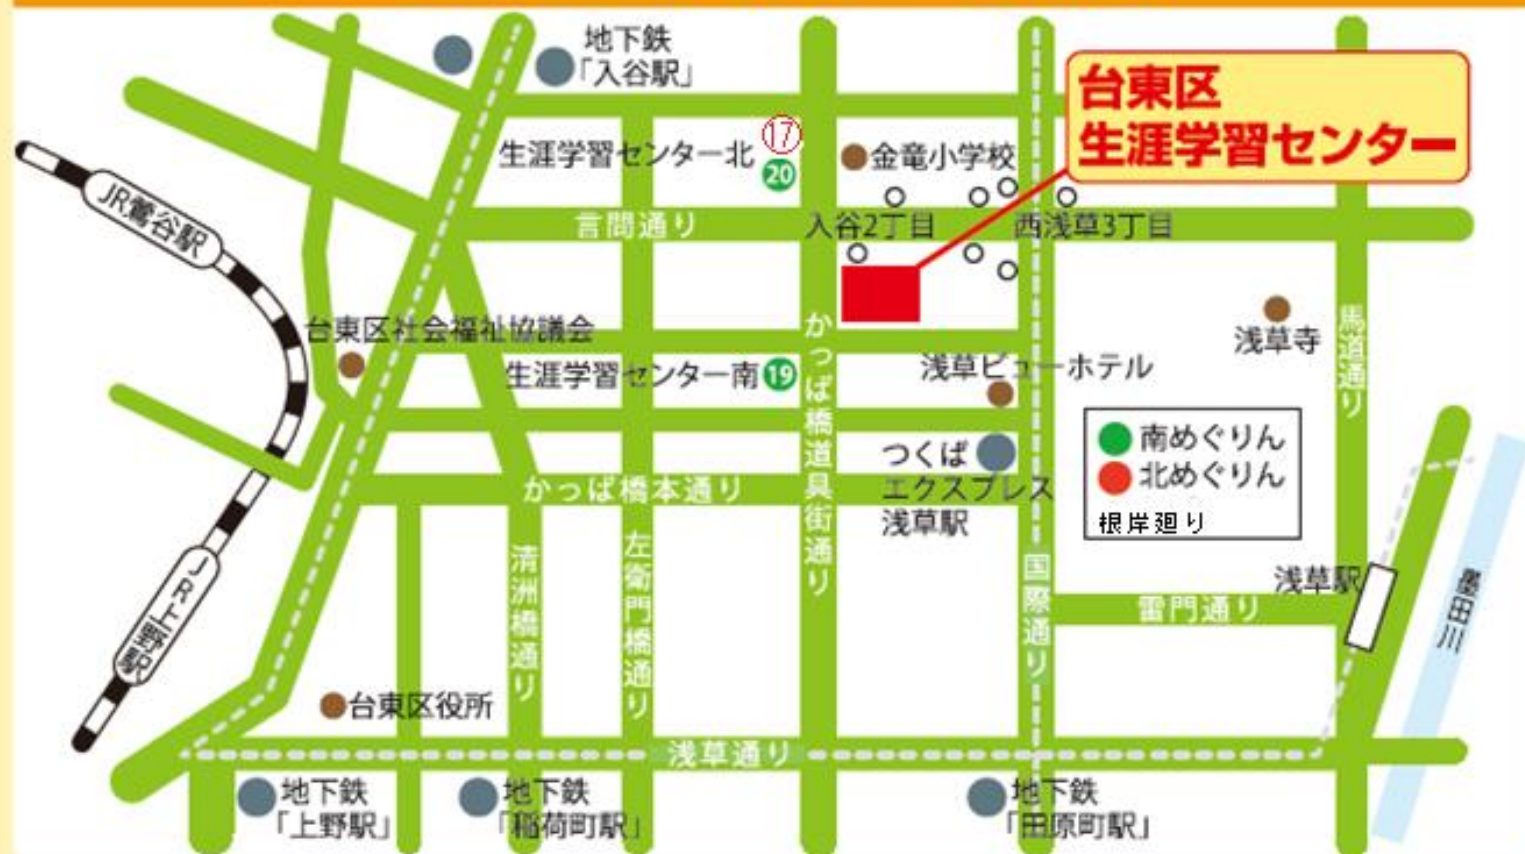 地下鉄
「入谷駅」
台東区
生涯学習センター
⑰
生涯学習センター北
20
金竜小学校
JR鶯谷駅
言問通り
入谷2丁目
西浅草3丁目
台東区社会福祉協議会
かっぱ橋道具街通り
浅草寺
馬道通り
生涯学習センター南
19
浅草ビューホテル
南めぐりん
北めぐりん
根岸廻り
つくば
エクスプレス
浅草駅
かっぱ橋本通り
清洲橋通り
左衛門橋通り
国際通り
浅草駅
雷門通り
墨田川
JR上野駅
台東区役所
浅草通り
地下鉄
「上野駅」
地下鉄
「稲荷町駅」
地下鉄
「田原町駅」